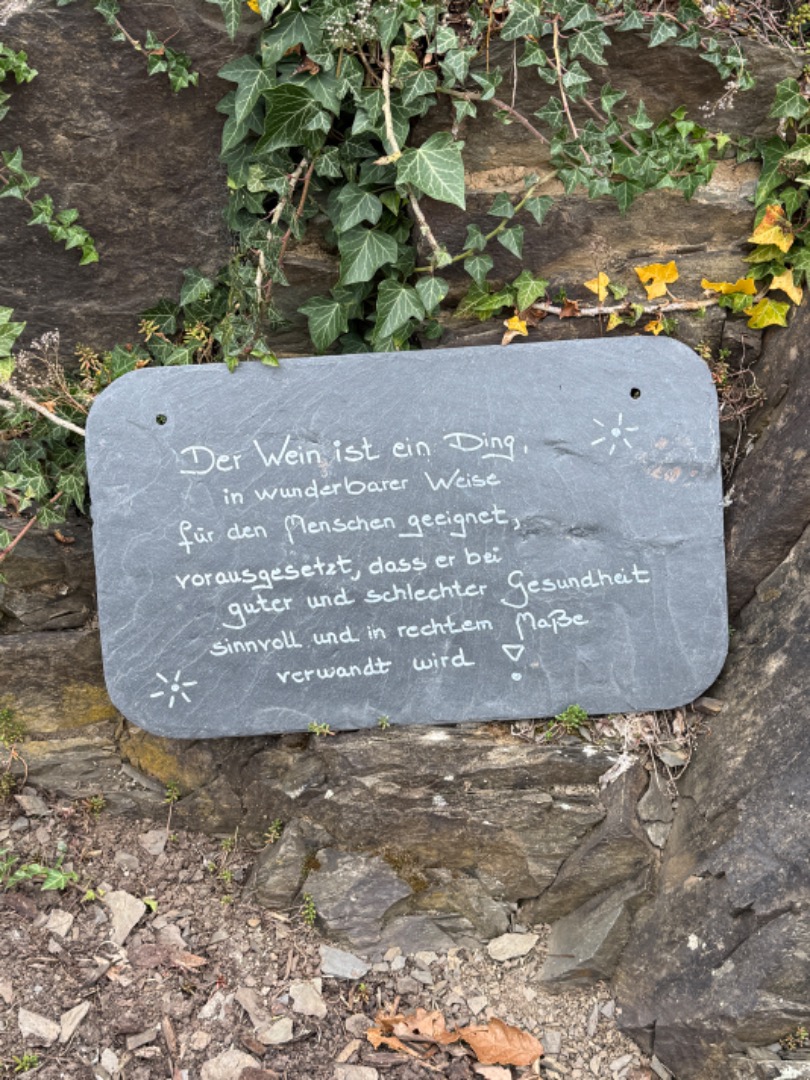 Der Wein ist ein Ding,
in wunderbarer Weise
für den Menschen geeignet,
vorausgesetzt, dass er bei
guter und schlechter Gesundheit
sinnvoll und in rechtem Maße
verwandt wird !